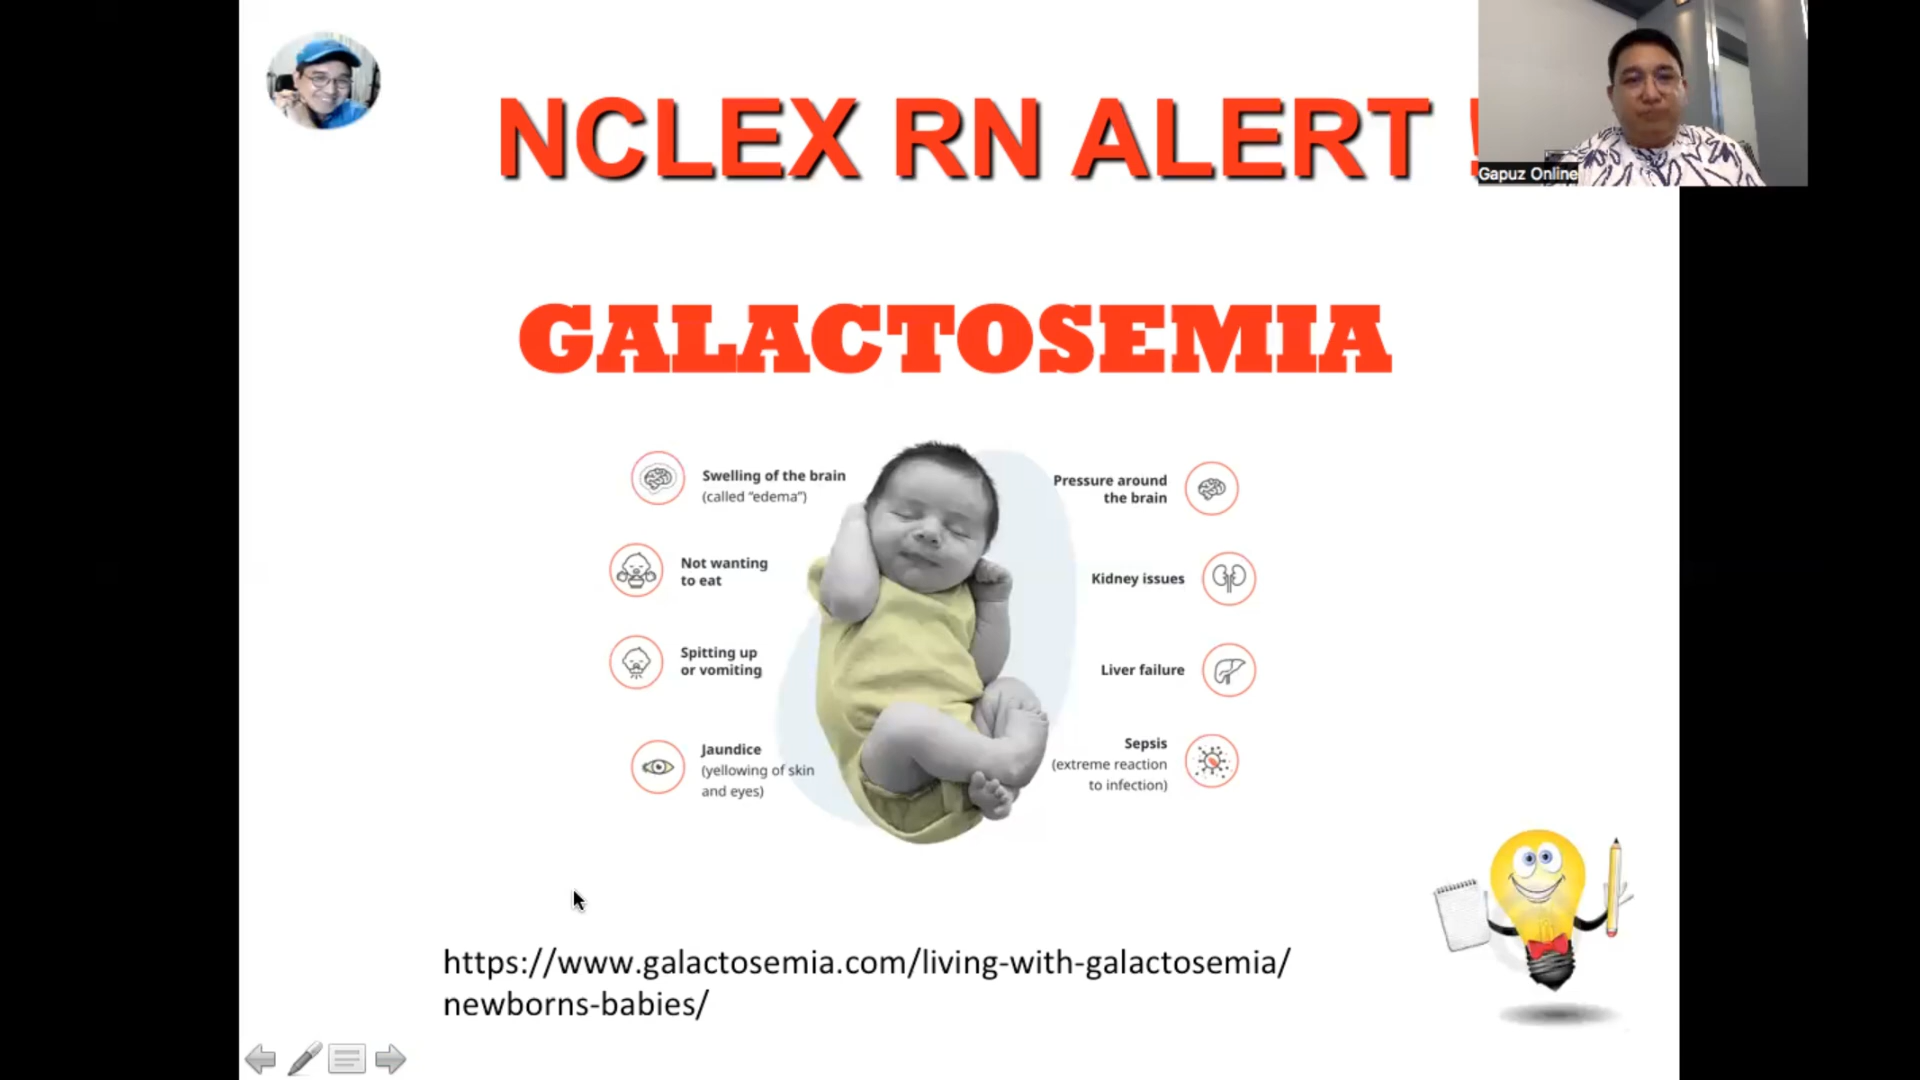 NCLEX RN ALERT !
Gapuz Online
GALACTOSEMIA
Swelling of the brain
(called "edema")
Not wanting
to eat
Spitting up
or vomiting
Jaundice
(yellowing of skin
and eyes)
Pressure around
the brain
Kidney issues
Liver failure
Sepsis
(extreme reaction
to infection)
https://www.galactosemia.com/living-with-galactosemia/
newborns-babies/